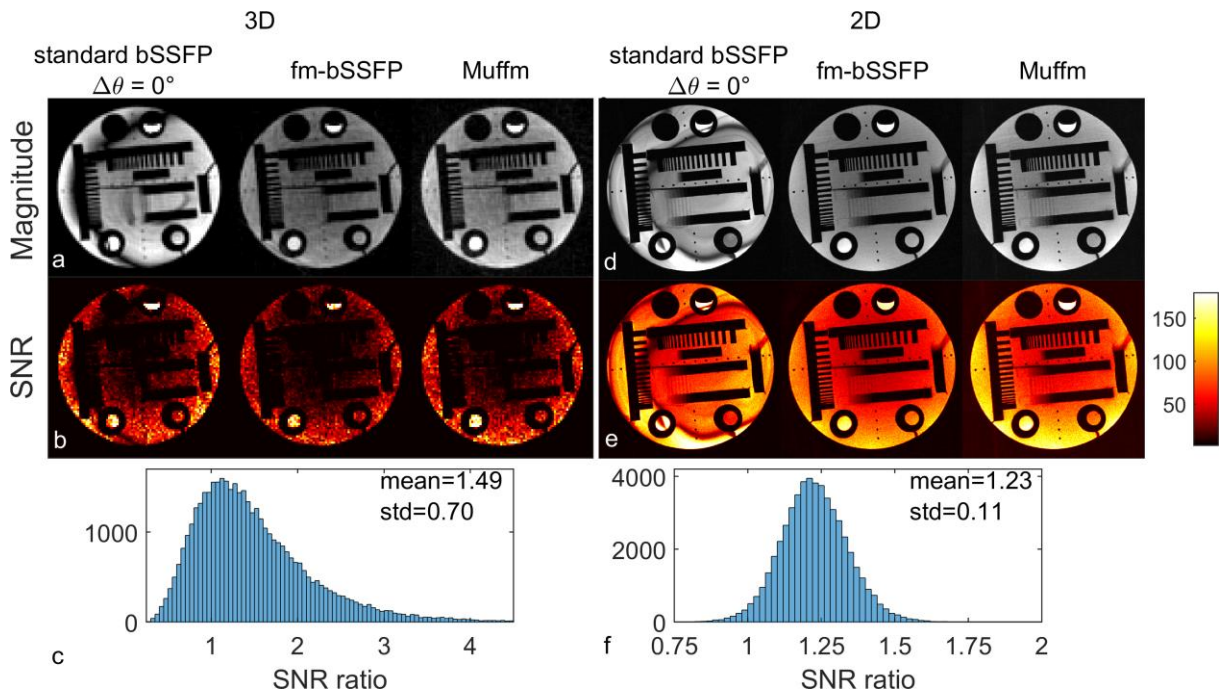 3D
2D
standard bSSFP
Δθ = 0°
fm-bSSFP
Muffm
standard bSSFP
Δθ = 0°
fm-bSSFP
Muffm
Magnitude
a
d
SNR
b
e
150
100
50
mean=1.49
std=0.70
1000
0
1
2
3
4
c
SNR ratio
mean=1.23
std=0.11
4000
2000
0
0.75
1
1.25
1.5
1.75
2
f
SNR ratio